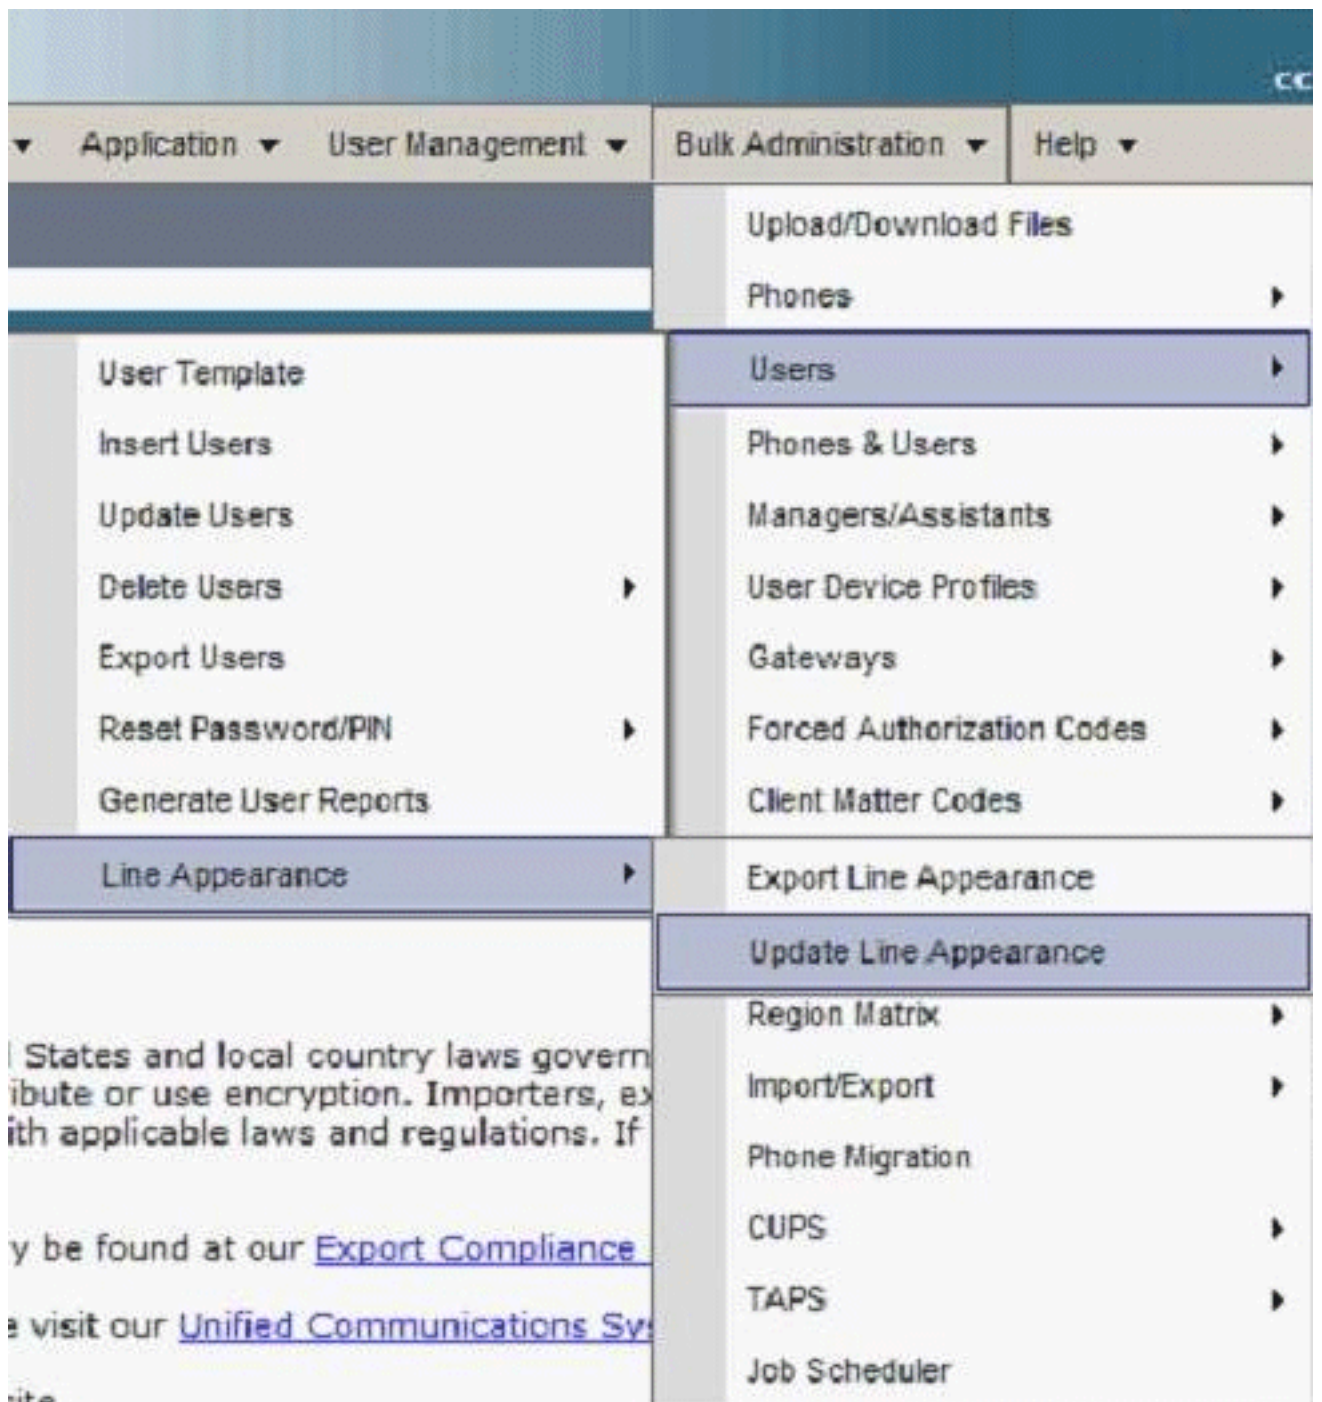 cc
Application User Management Bulk Administration Help
Upload/Download Files
Phones
Users
Phones & Users
Managers/Assistants
User Device Profiles
Gateways
Forced Authorization Codes
Client Matter Codes
User Template
Insert Users
Update Users
Delete Users
Export Users
Reset Password/PIN
Generate User Reports
Line Appearance
Export Line Appearance
Update Line Appearance
Region Matrix
Import/Export
Phone Migration
CUPS
TAPS
Job Scheduler
States and local country laws govern
ibute or use encryption. Importers, ex
ith applicable laws and regulations. If
y be found at our Export Compliance
e visit our Unified Communications Sys